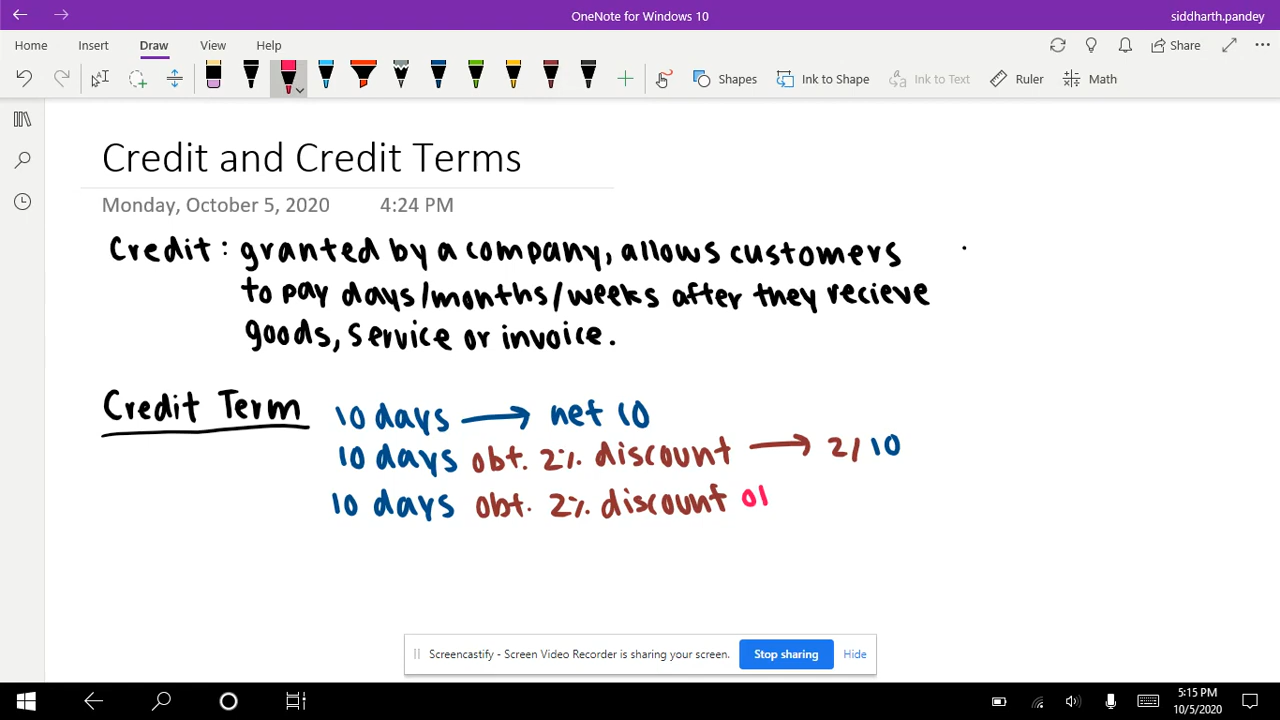 OneNote for Windows 10
siddharth.pandey
Home Insert Draw View Help
Share
Shapes Ink to Shape Ink to Text Ruler Math
Credit and Credit Terms
Monday, October 5, 2020 4:24 PM
Credit : granted by a company, allows customers
to pay days/months/weeks after they recieve
goods, service or invoice.
Credit Term
10 days → net 10
10 days obt. 2% discount → 2/10
10 days obt. 2% discount
Screencastify - Screen Video Recorder is sharing your screen. Stop sharing Hide
5:15 PM
10/5/2020